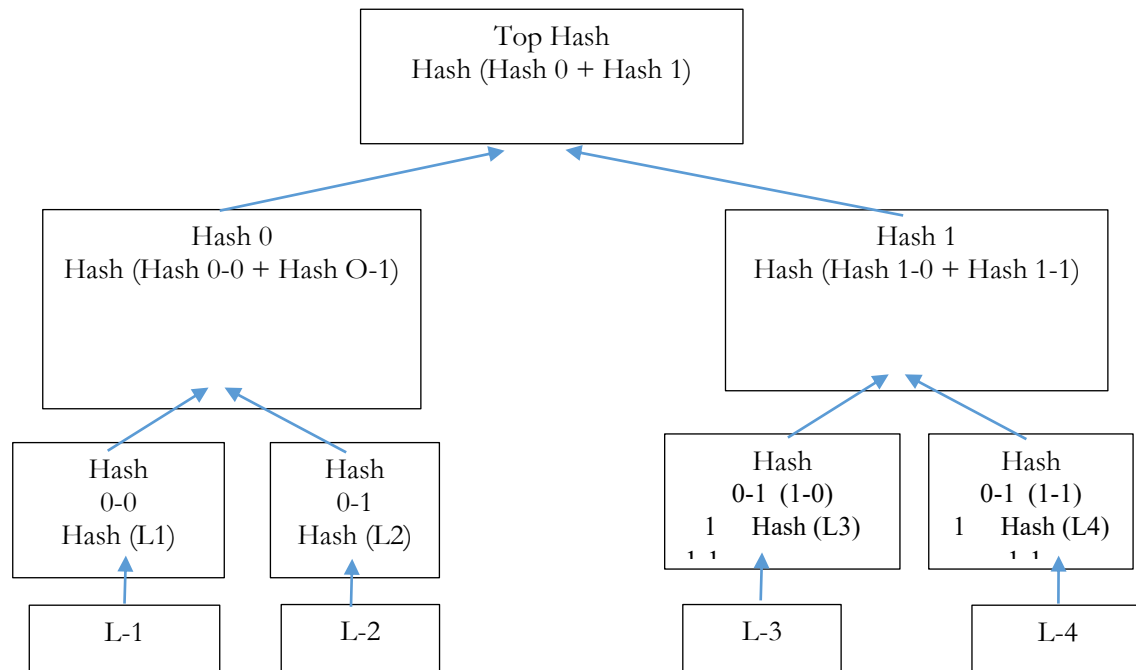 Top Hash
Hash (Hash 0 + Hash 1)
Hash 0
Hash (Hash 0-0 + Hash O-1)
Hash 1
Hash (Hash 1-0 + Hash 1-1)
Hash
0-0
Hash (L1)
Hash
0-1
Hash (L2)
Hash
0-1 (1-0)
1 Hash (L3)
Hash
0-1 (1-1)
1 Hash (L4)
L-1
L-2
L-3
L-4